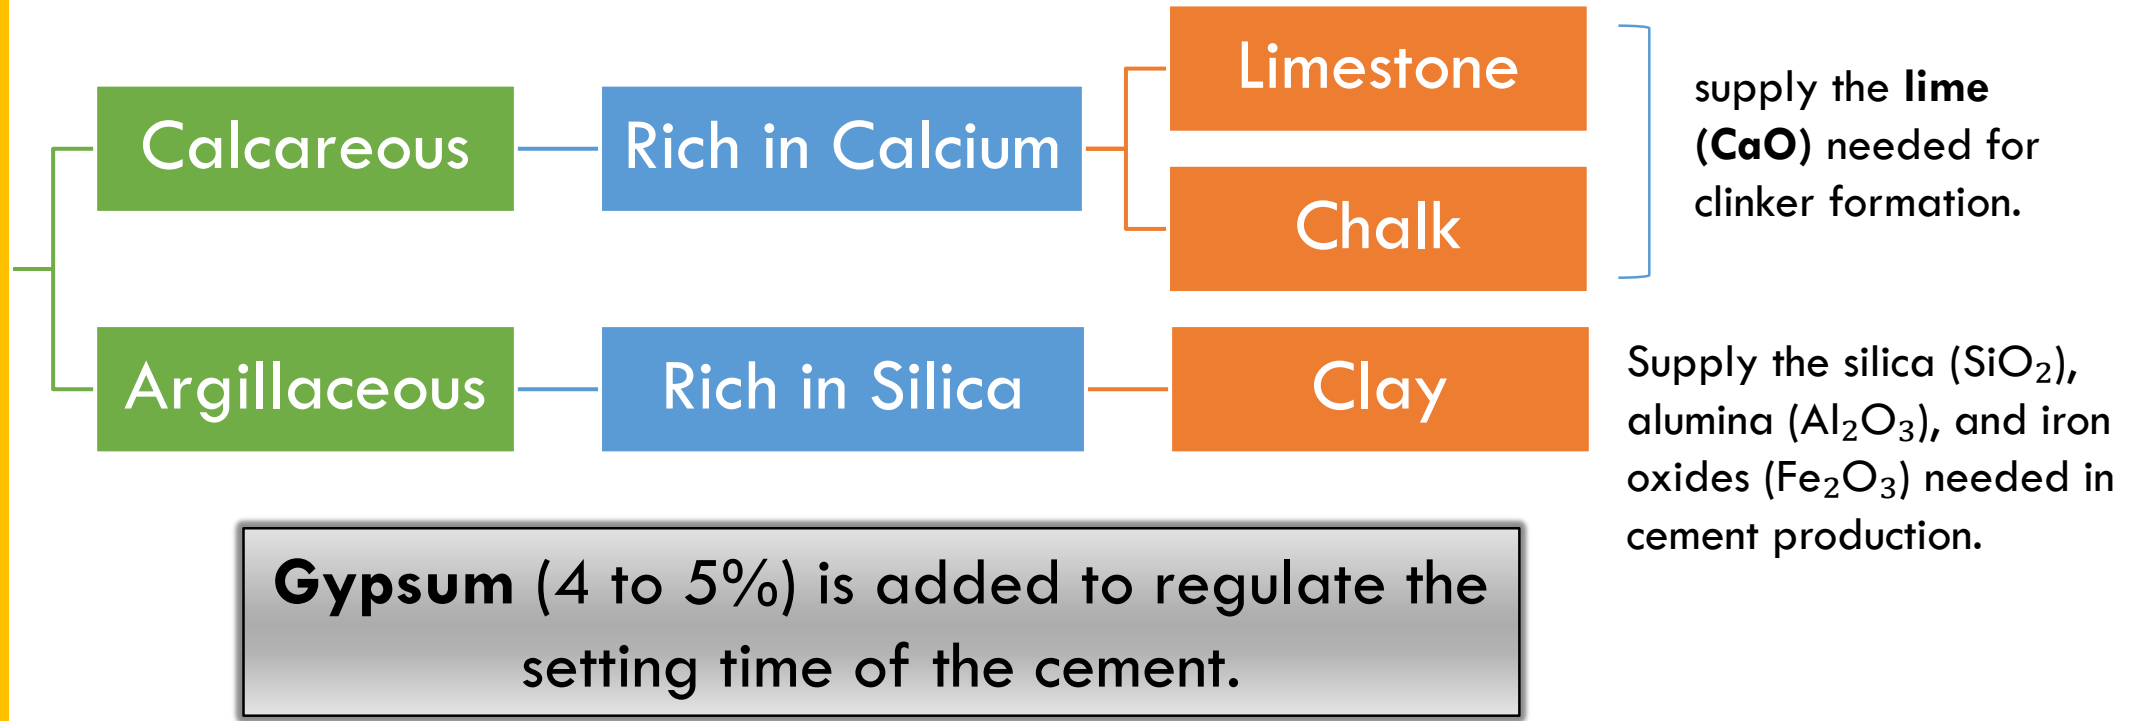 Calcareous
Rich in Calcium
Limestone
Chalk
supply the lime
(CaO) needed for
clinker formation.
Argillaceous
Rich in Silica
Clay
Supply the silica (SiO₂),
alumina (Al₂O₃), and iron
oxides (Fe₂O₃) needed in
cement production.
Gypsum (4 to 5%) is added to regulate the
setting time of the cement.